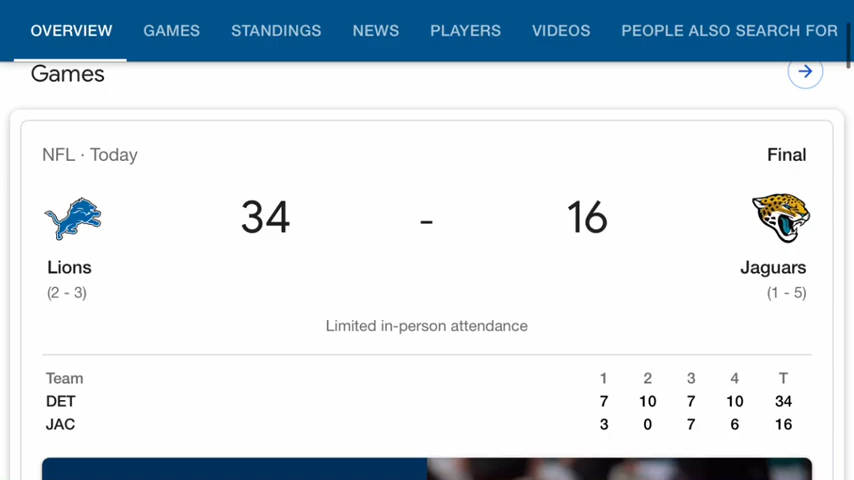 OVERVIEW GAMES STANDINGS NEWS PLAYERS VIDEOS PEOPLE ALSO SEARCH FOR
Games
NFL · Today Final
34 - 16
Lions Jaguars
(2 - 3) (1 - 5)
Limited in-person attendance
Team 1 2 3 4 T
DET 7 10 7 10 34
JAC 3 0 7 6 16